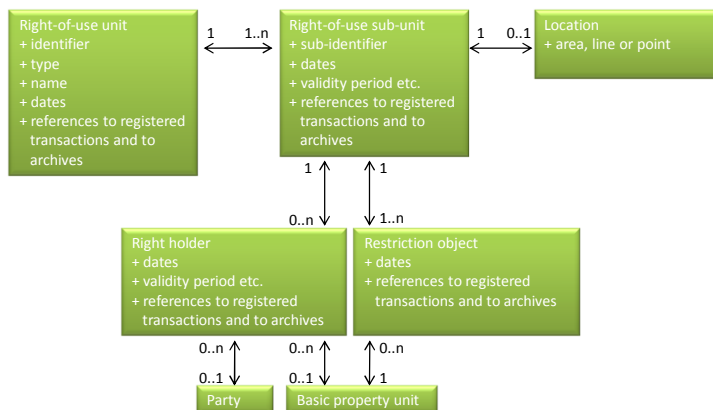 Right-of-use unit
+ identifier
+ type
+ name
+ dates
+ references to registered
transactions and to
archives
1
1..n
Right-of-use sub-unit
+ sub-identifier
+ dates
+ validity period etc.
+ references to registered
transactions and to
archives
1
0..1
Location
+ area, line or point
1
1
0..n
1..n
Right holder
+ dates
+ validity period etc.
+ references to registered
transactions and to archives
Restriction object
+ dates
+ references to registered
transactions and to archives
0..n
0..n
0..n
0..1
0..1
1
Party
Basic property unit